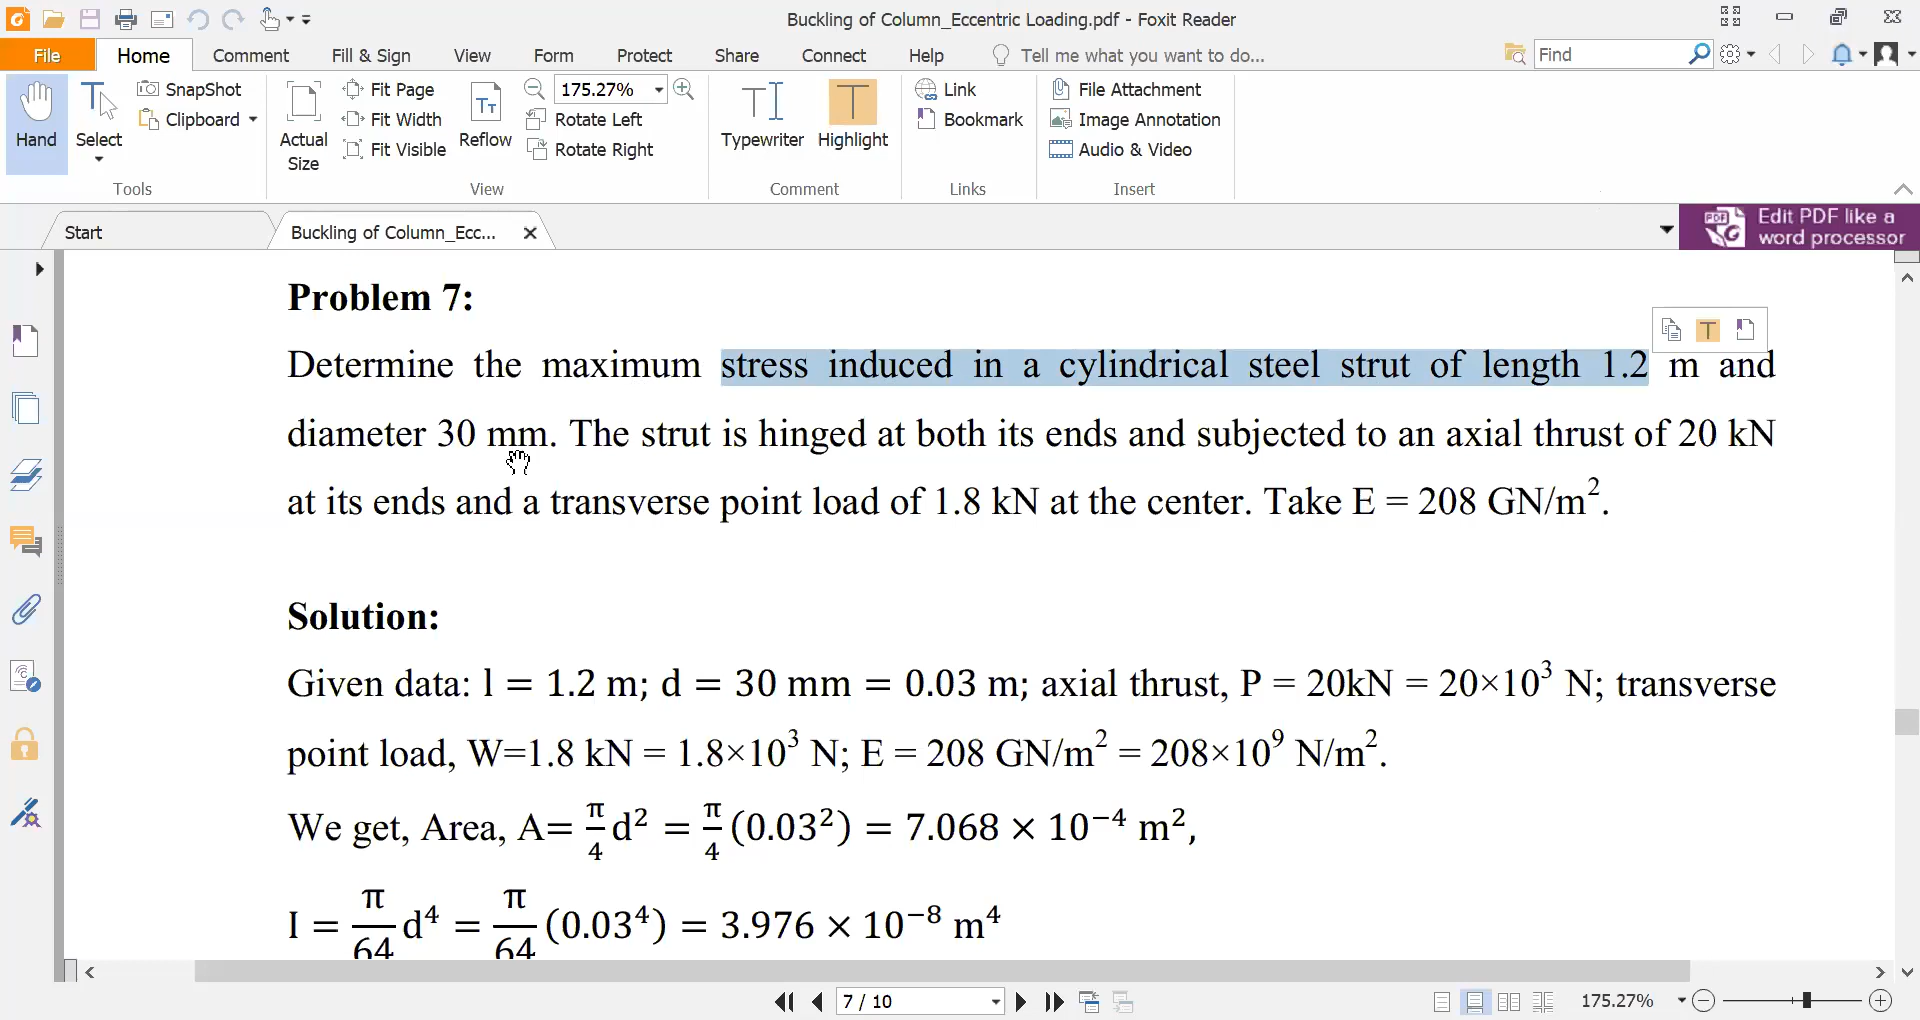 Buckling of Column_Eccentric Loading.pdf - Foxit Reader
File Home Comment Fill & Sign View Form Protect Share Connect Help Tell me what you want to do... Find
Hand
Select
SnapShot
Clipboard
Tools
Actual
Size
Fit Page
Fit Width
Fit Visible
Reflow
175.27%
Rotate Left
Rotate Right
View
Typewriter
Highlight
Comment
Link
Bookmark
Links
File Attachment
Image Annotation
Audio & Video
Insert
Start
Buckling of Column_Ecc...
Edit PDF like a
word processor
Problem 7:
Determine the maximum stress induced in a cylindrical steel strut of length 1.2 m and
diameter 30 mm. The strut is hinged at both its ends and subjected to an axial thrust of 20 kN
at its ends and a transverse point load of 1.8 kN at the center. Take E = 208 GN/m².
Solution:
Given data: l = 1.2 m; d = 30 mm = 0.03 m; axial thrust, P = 20kN = 20×10³ N; transverse
point load, W=1.8 kN = 1.8×10³ N; E = 208 GN/m² = 208×10⁹ N/m².
We get, Area, A= π/4 d² = π/4 (0.03²) = 7.068 × 10⁻⁴ m²,
I = π/64 d⁴ = π/64 (0.03⁴) = 3.976 × 10⁻⁸ m⁴
7 / 10
175.27%